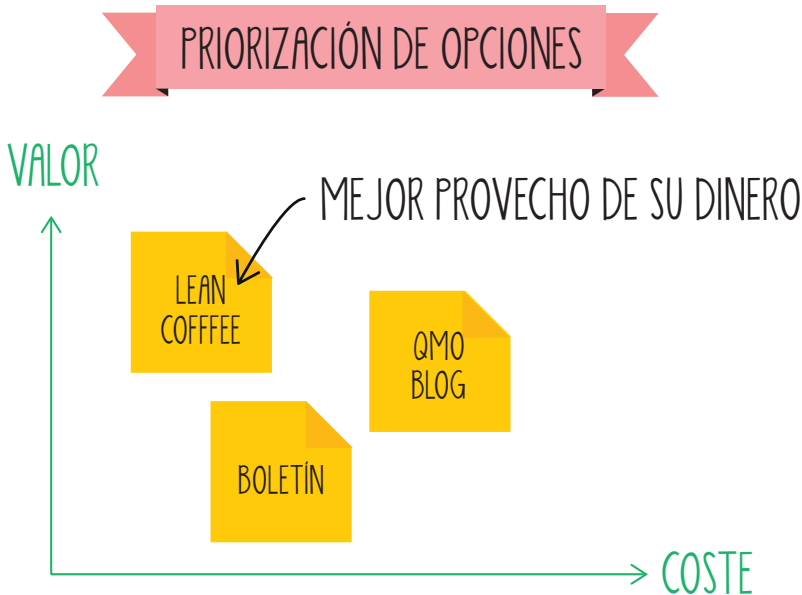 PRIORIZACIÓN DE OPCIONES
VALOR
MEJOR PROVECHO DE SU DINERO
LEAN
COFFFEE
QMO
BLOG
BOLETÍN
COSTE